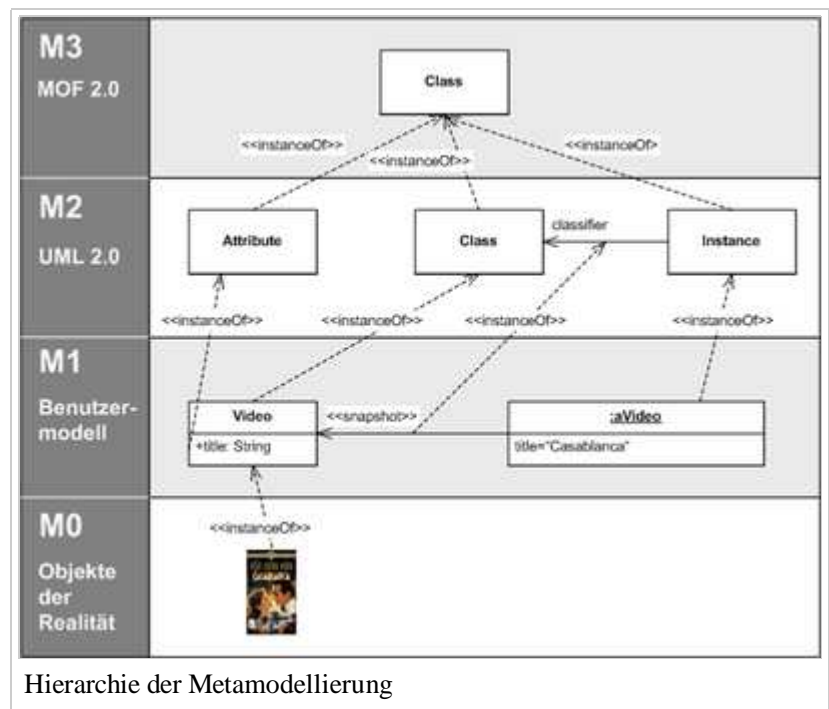 M3
MOF 2.0
Class
<<instanceOf>>
<<instanceOf>>
<<instanceOf>
M2
UML 2.0
Attribute
Class
classifier
Instance
<<instanceOf>>
<<instanceOf>>
<<instanceOf>>
<<instanceOf>>
M1
Benutzer-
modell
Video
+title: String
<<snapshot>>
:aVideo
title="Casablanca"
M0
Objekte
der
Realität
<<instanceOf>>
Hierarchie der Metamodellierung